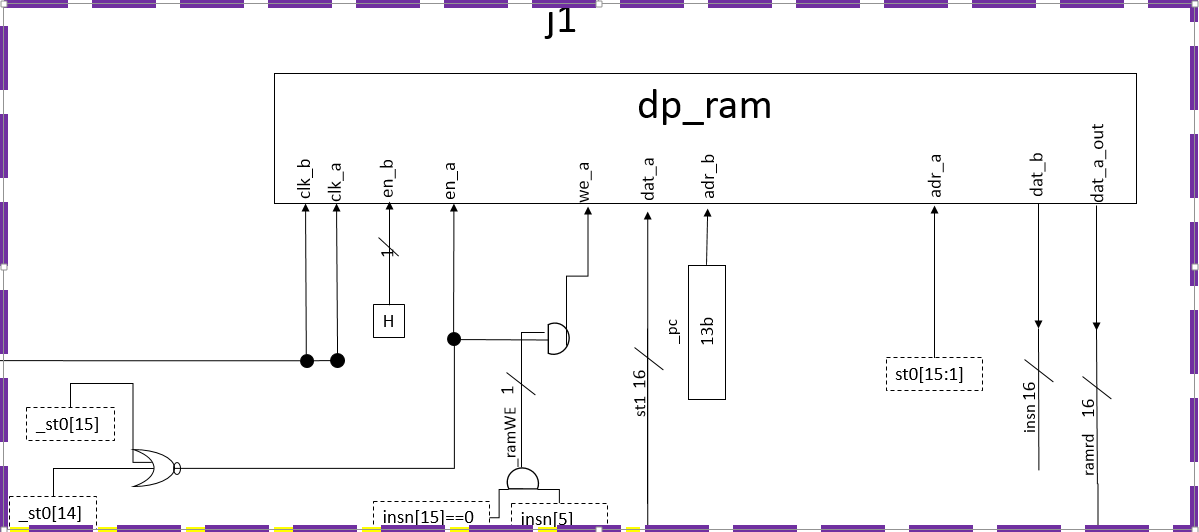 j1
dp_ram
clk_b
clk_a
en_b
en_a
we_a
dat_a
adr_b
adr_a
dat_b
dat_a_out
1
H
_pc
13b
st1 16
st0[15:1]
insn 16
ramrd 16
_ramWE 1
_st0[15]
_st0[14]
insn[15]==0
insn[5]